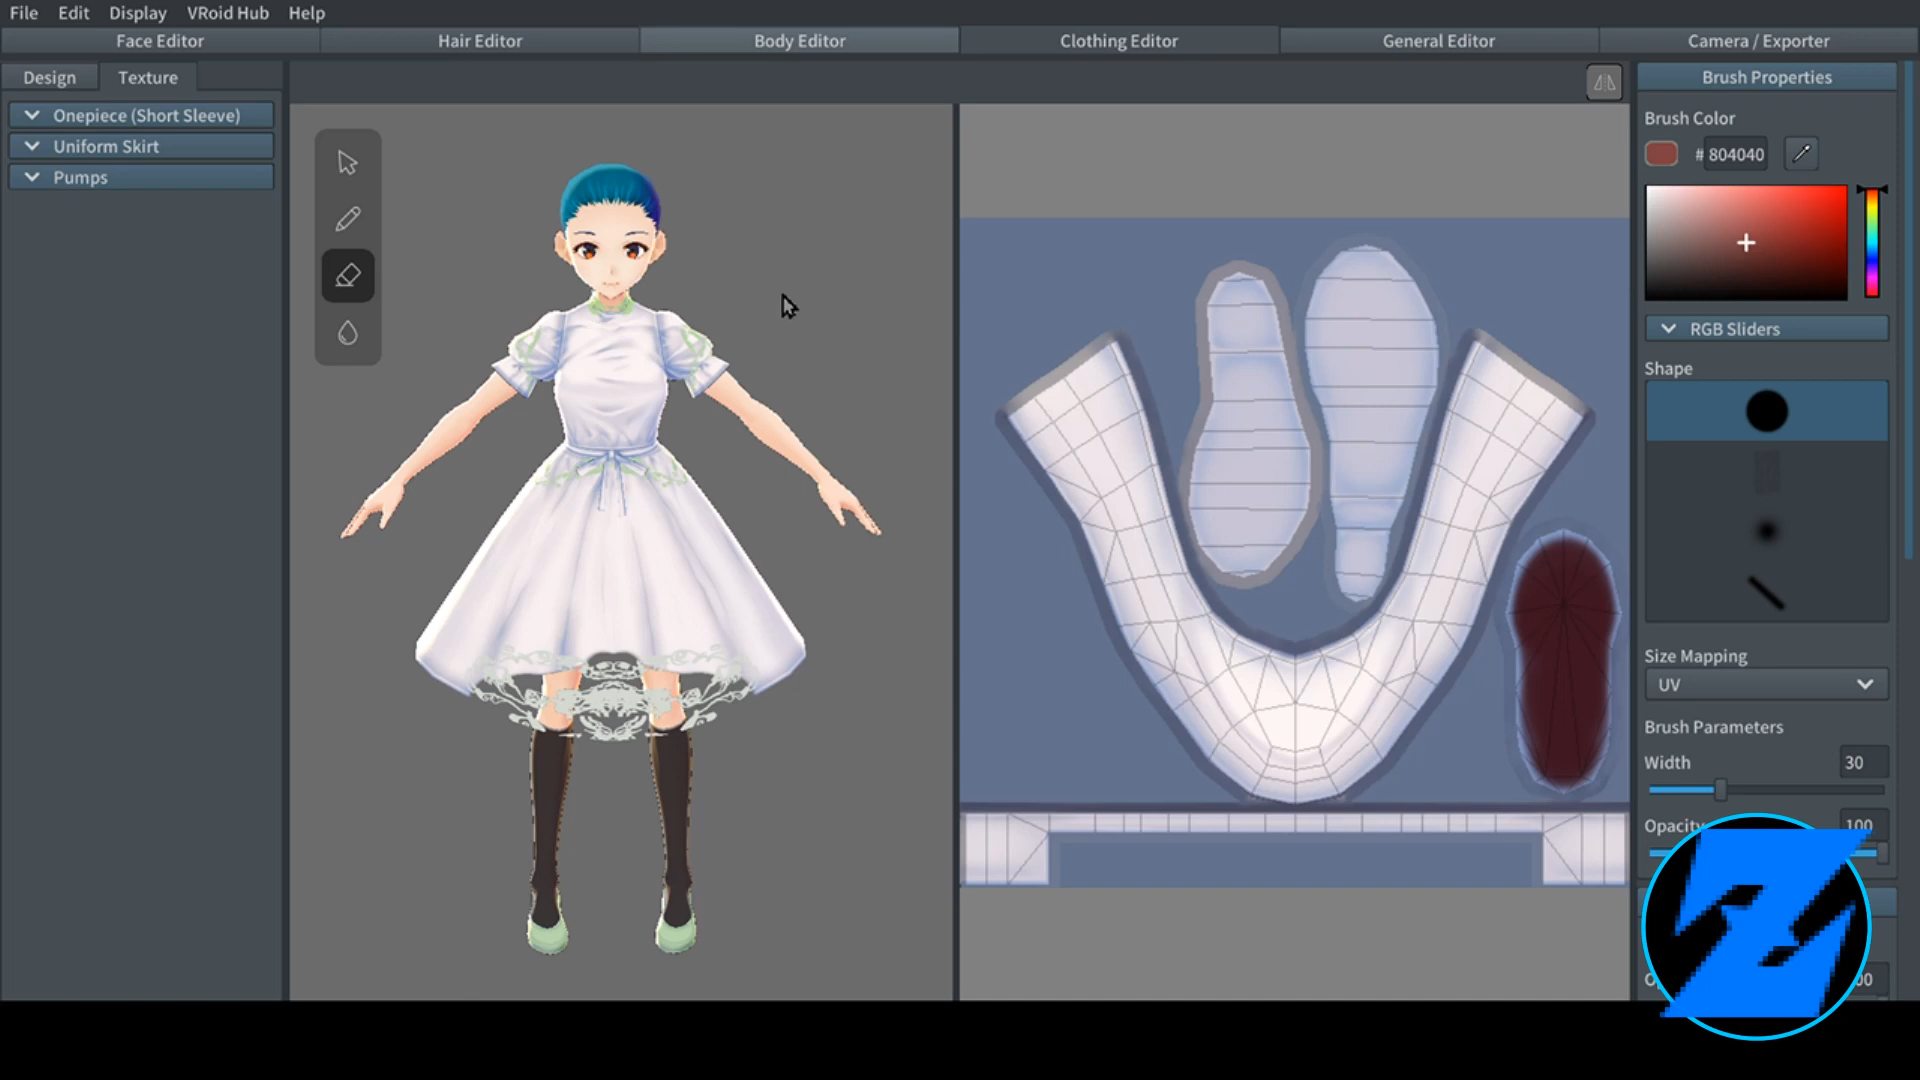 File Edit Display VRoid Hub Help
Face Editor Hair Editor Body Editor Clothing Editor General Editor Camera / Exporter
Design Texture
Onepiece (Short Sleeve)
Uniform Skirt
Pumps
Brush Properties
Brush Color
# 804040
RGB Sliders
Shape
Size Mapping
UV
Brush Parameters
Width 30
Opacity 100